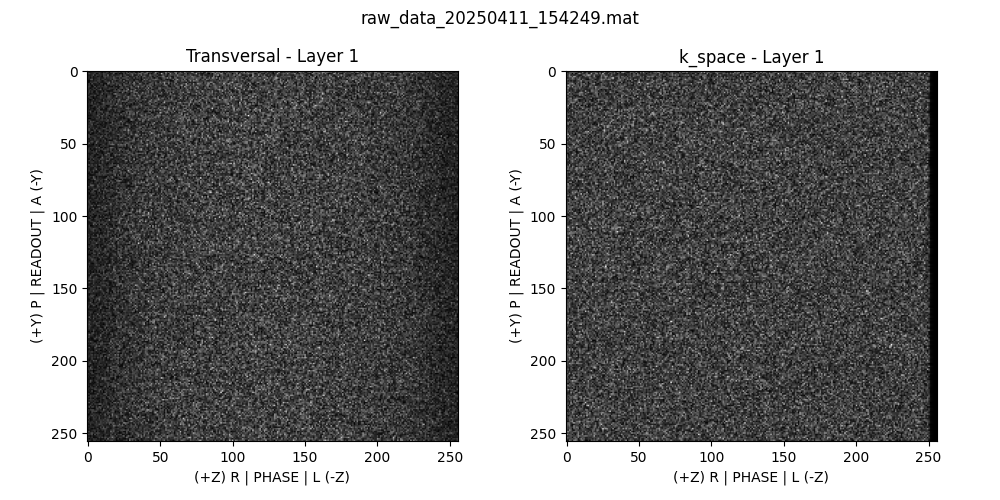 raw_data_20250411_154249.mat
Transversal - Layer 1
0
50
100
150
200
250
(+Y) P | READOUT | A (-Y)
0 50 100 150 200 250
(+Z) R | PHASE | L (-Z)
k_space - Layer 1
0
50
100
150
200
250
(+Y) P | READOUT | A (-Y)
0 50 100 150 200 250
(+Z) R | PHASE | L (-Z)